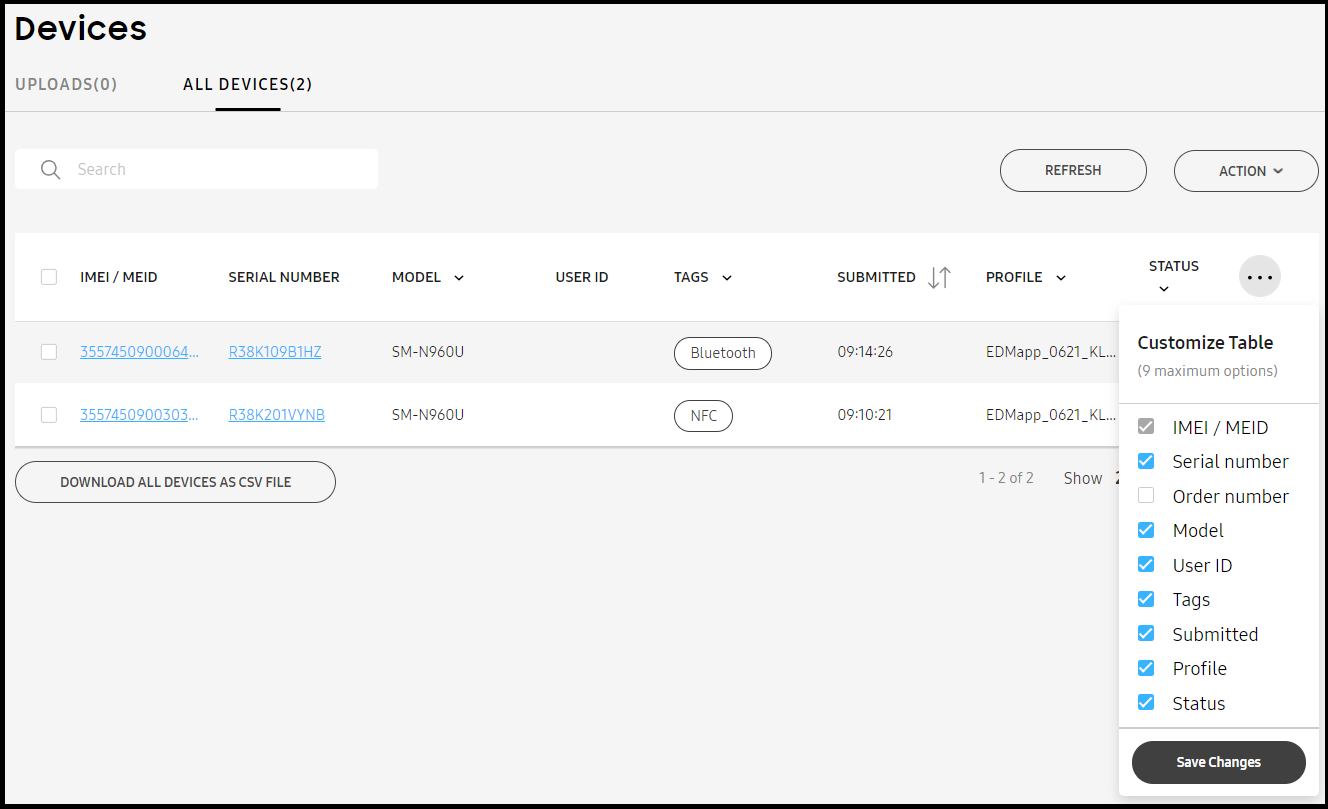 Devices
UPLOADS(0) ALL DEVICES(2)
Search REFRESH ACTION
IMEI / MEID SERIAL NUMBER MODEL USER ID TAGS SUBMITTED PROFILE STATUS
3557450900064... R38K109B1HZ SM-N960U Bluetooth 09:14:26 EDMapp_0621_KL...
3557450900303... R38K201VYNB SM-N960U NFC 09:10:21 EDMapp_0621_KL...
DOWNLOAD ALL DEVICES AS CSV FILE 1 - 2 of 2 Show
Customize Table
(9 maximum options)
IMEI / MEID
Serial number
Order number
Model
User ID
Tags
Submitted
Profile
Status
Save Changes